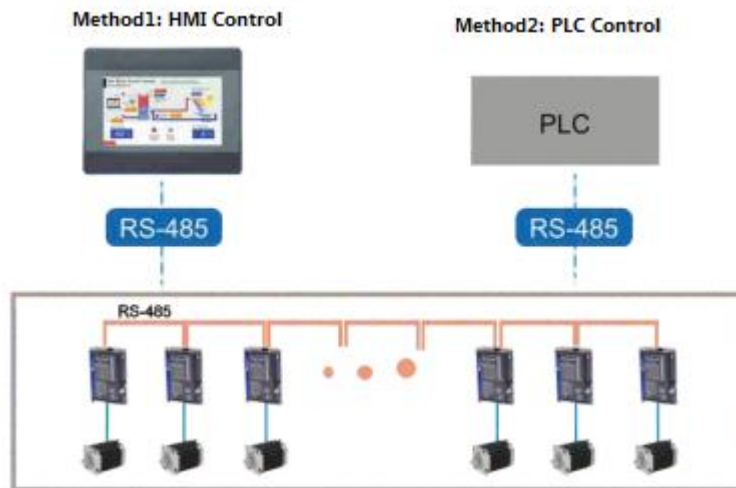 Method1: HMI Control
Method2: PLC Control
PLC
RS-485
RS-485
RS-485